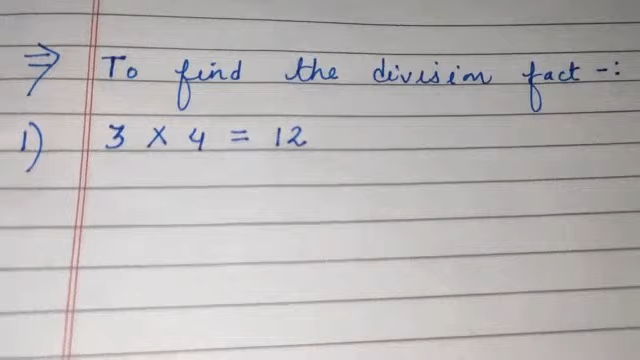 ⇒ To find the division fact -:
1) 3 × 4 = 12